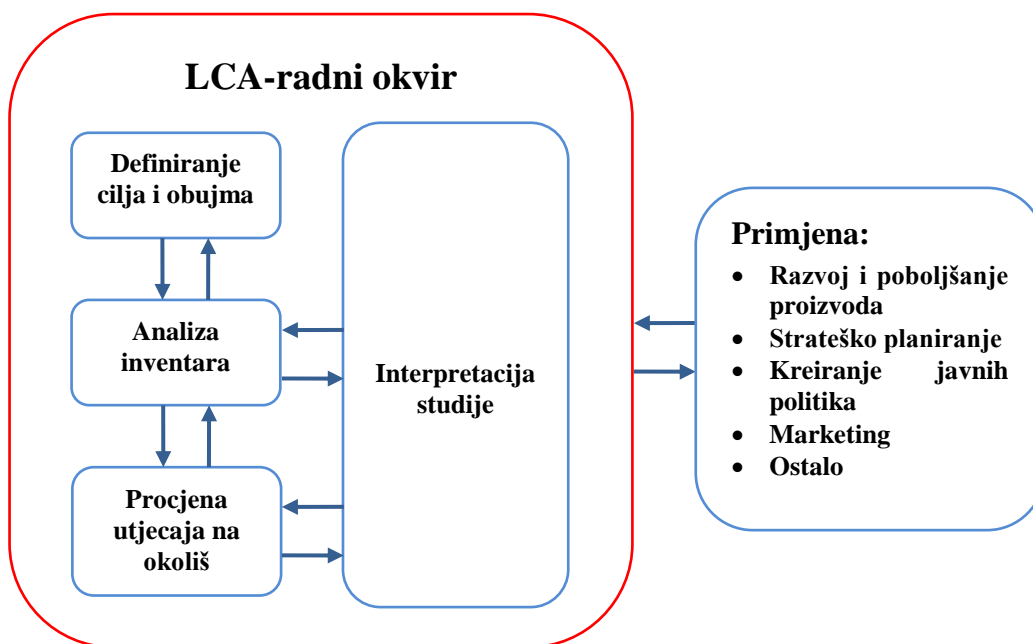 LCA-radni okvir
Definiranje
cilja i obujma
Analiza
inventara
Procjena
utjecaja na
okoliš
Interpretacija
studije
Primjena:
• Razvoj i poboljšanje
proizvoda
• Strateško planiranje
• Kreiranje javnih
politika
• Marketing
• Ostalo